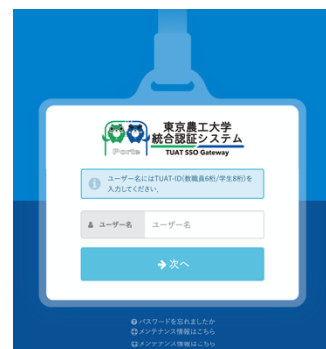 東京農工大学
統合認証システム
Porte
TUAT SSO Gateway
ユーザー名にはTUAT-ID(教職員6桁/学生8桁)を
入力してください。
ユーザー名
ユーザー名
次へ
パスワードを忘れましたか
メンテナンス情報はこちら
メンテナンス情報はこちら